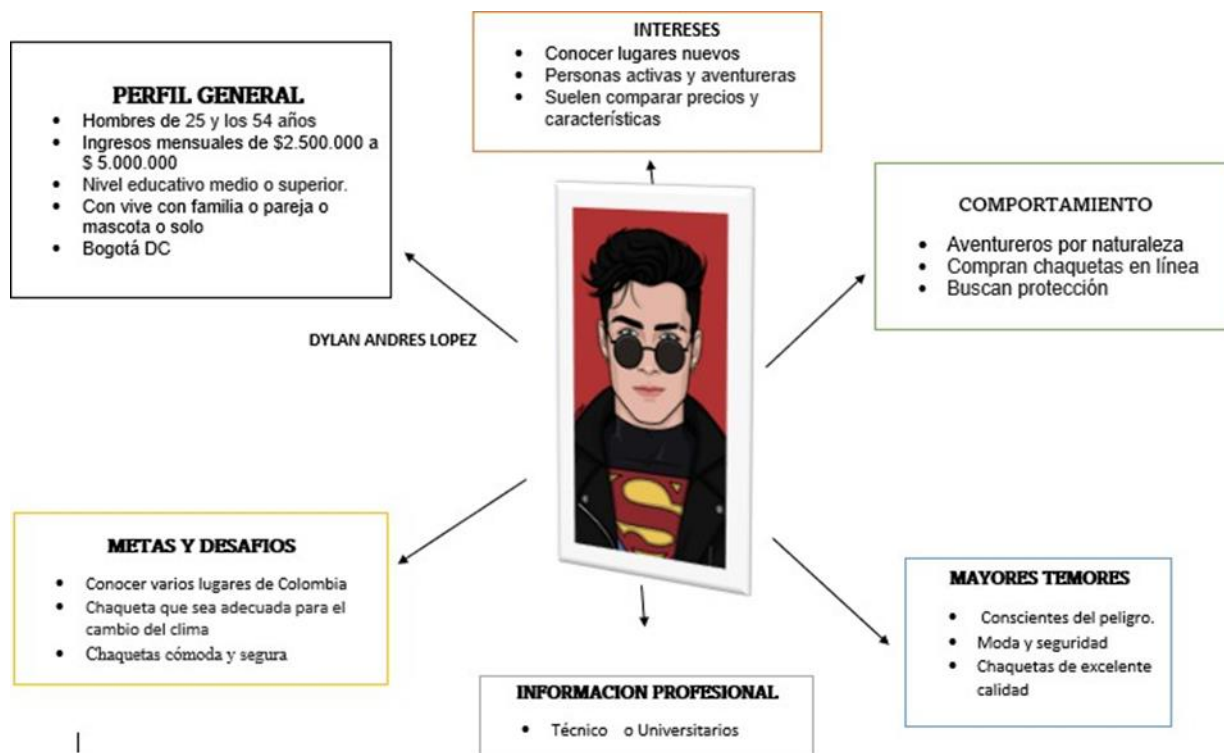 INTERESES
• Conocer lugares nuevos
• Personas activas y aventureras
• Suelen comparar precios y
características
PERFIL GENERAL
• Hombres de 25 y los 54 años
• Ingresos mensuales de $2.500.000 a
$ 5.000.000
• Nivel educativo medio o superior.
• Con vive con familia o pareja o
mascota o solo
• Bogotá DC
COMPORTAMIENTO
• Aventureros por naturaleza
• Compran chaquetas en línea
• Buscan protección
DYLAN ANDRES LOPEZ
METAS Y DESAFIOS
• Conocer varios lugares de Colombia
• Chaqueta que sea adecuada para el
cambio del clima
• Chaquetas cómoda y segura
MAYORES TEMORES
• Conscientes del peligro.
• Moda y seguridad
• Chaquetas de excelente
calidad
INFORMACION PROFESIONAL
• Técnico o Universitarios